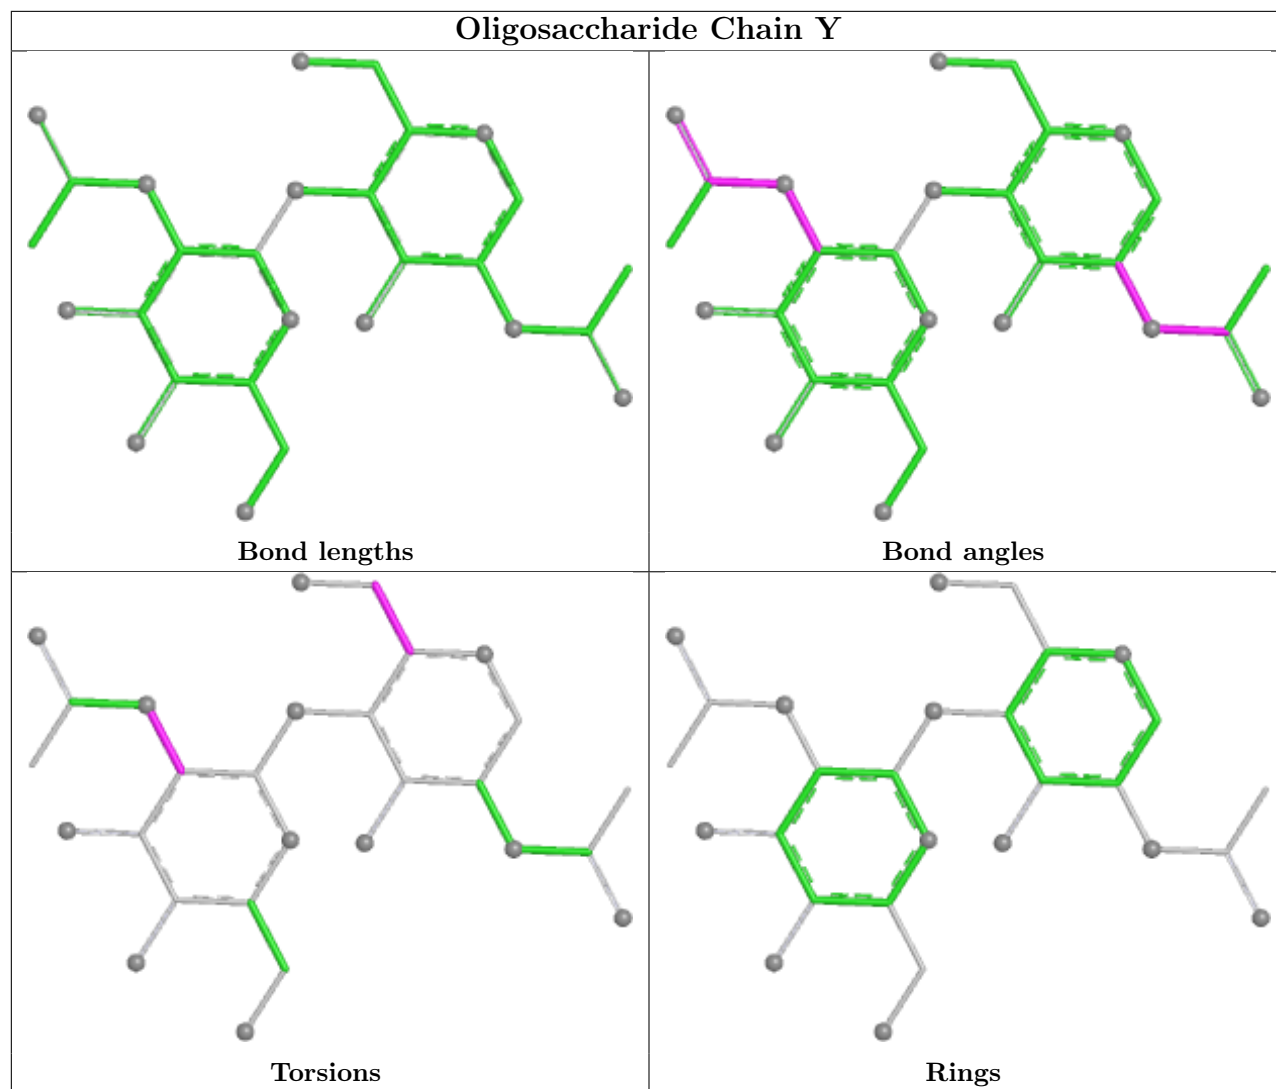 Oligosaccharide Chain Y
Bond lengths
Bond angles
Torsions
Rings